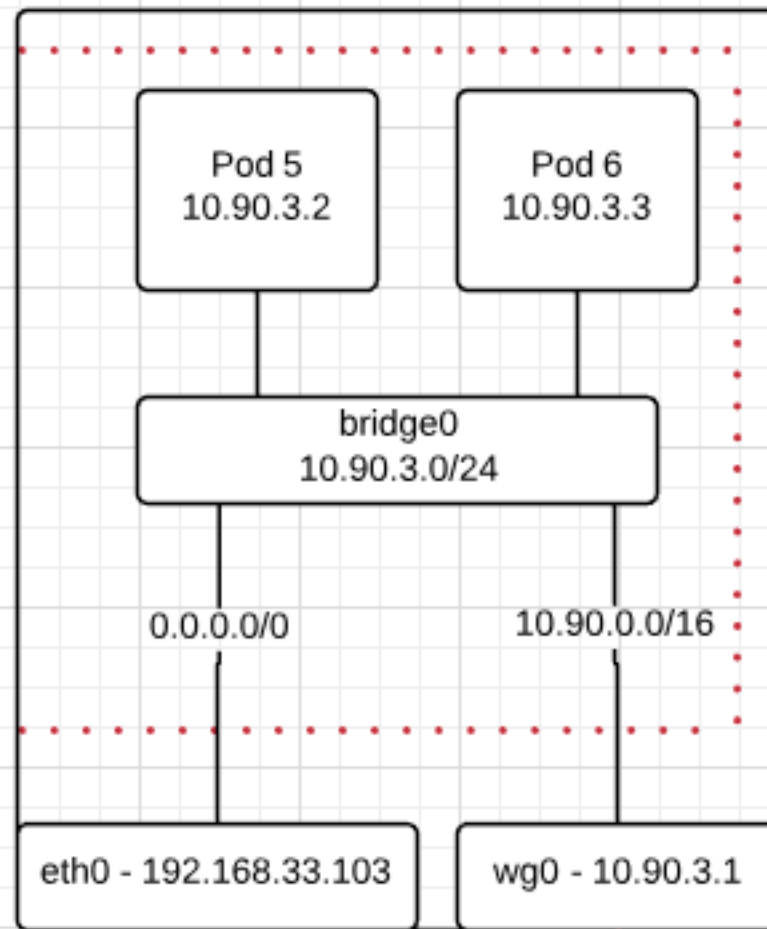 Pod 5
10.90.3.2
Pod 6
10.90.3.3
bridge0
10.90.3.0/24
0.0.0.0/0
10.90.0.0/16
eth0 - 192.168.33.103
wg0 - 10.90.3.1